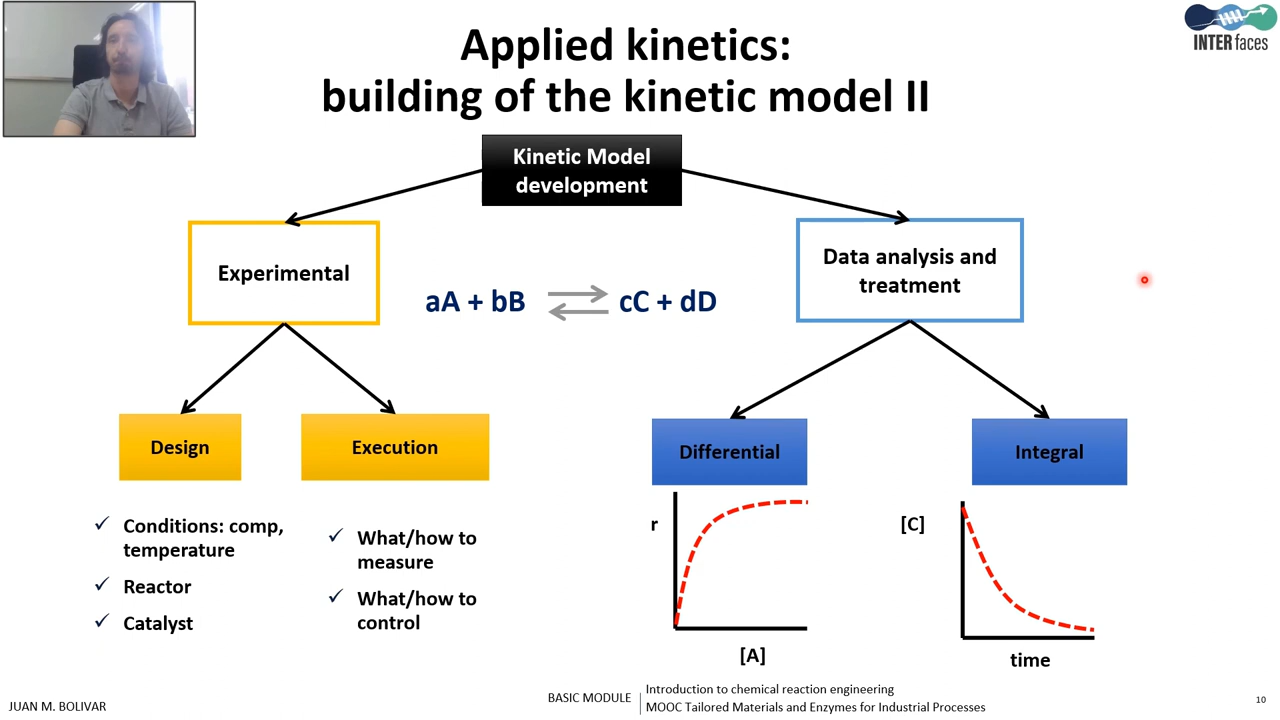 INTERfaces
Applied kinetics:
building of the kinetic model II
Kinetic Model
development
Experimental
aA + bB
cC + dD
Data analysis and
treatment
Design
Execution
Differential
Integral
✓ Conditions: comp,
temperature
✓ Reactor
✓ Catalyst
✓ What/how to
measure
✓ What/how to
control
r
[A]
[C]
time
JUAN M. BOLIVAR
BASIC MODULE
Introduction to chemical reaction engineering
MOOC Tailored Materials and Enzymes for Industrial Processes
10